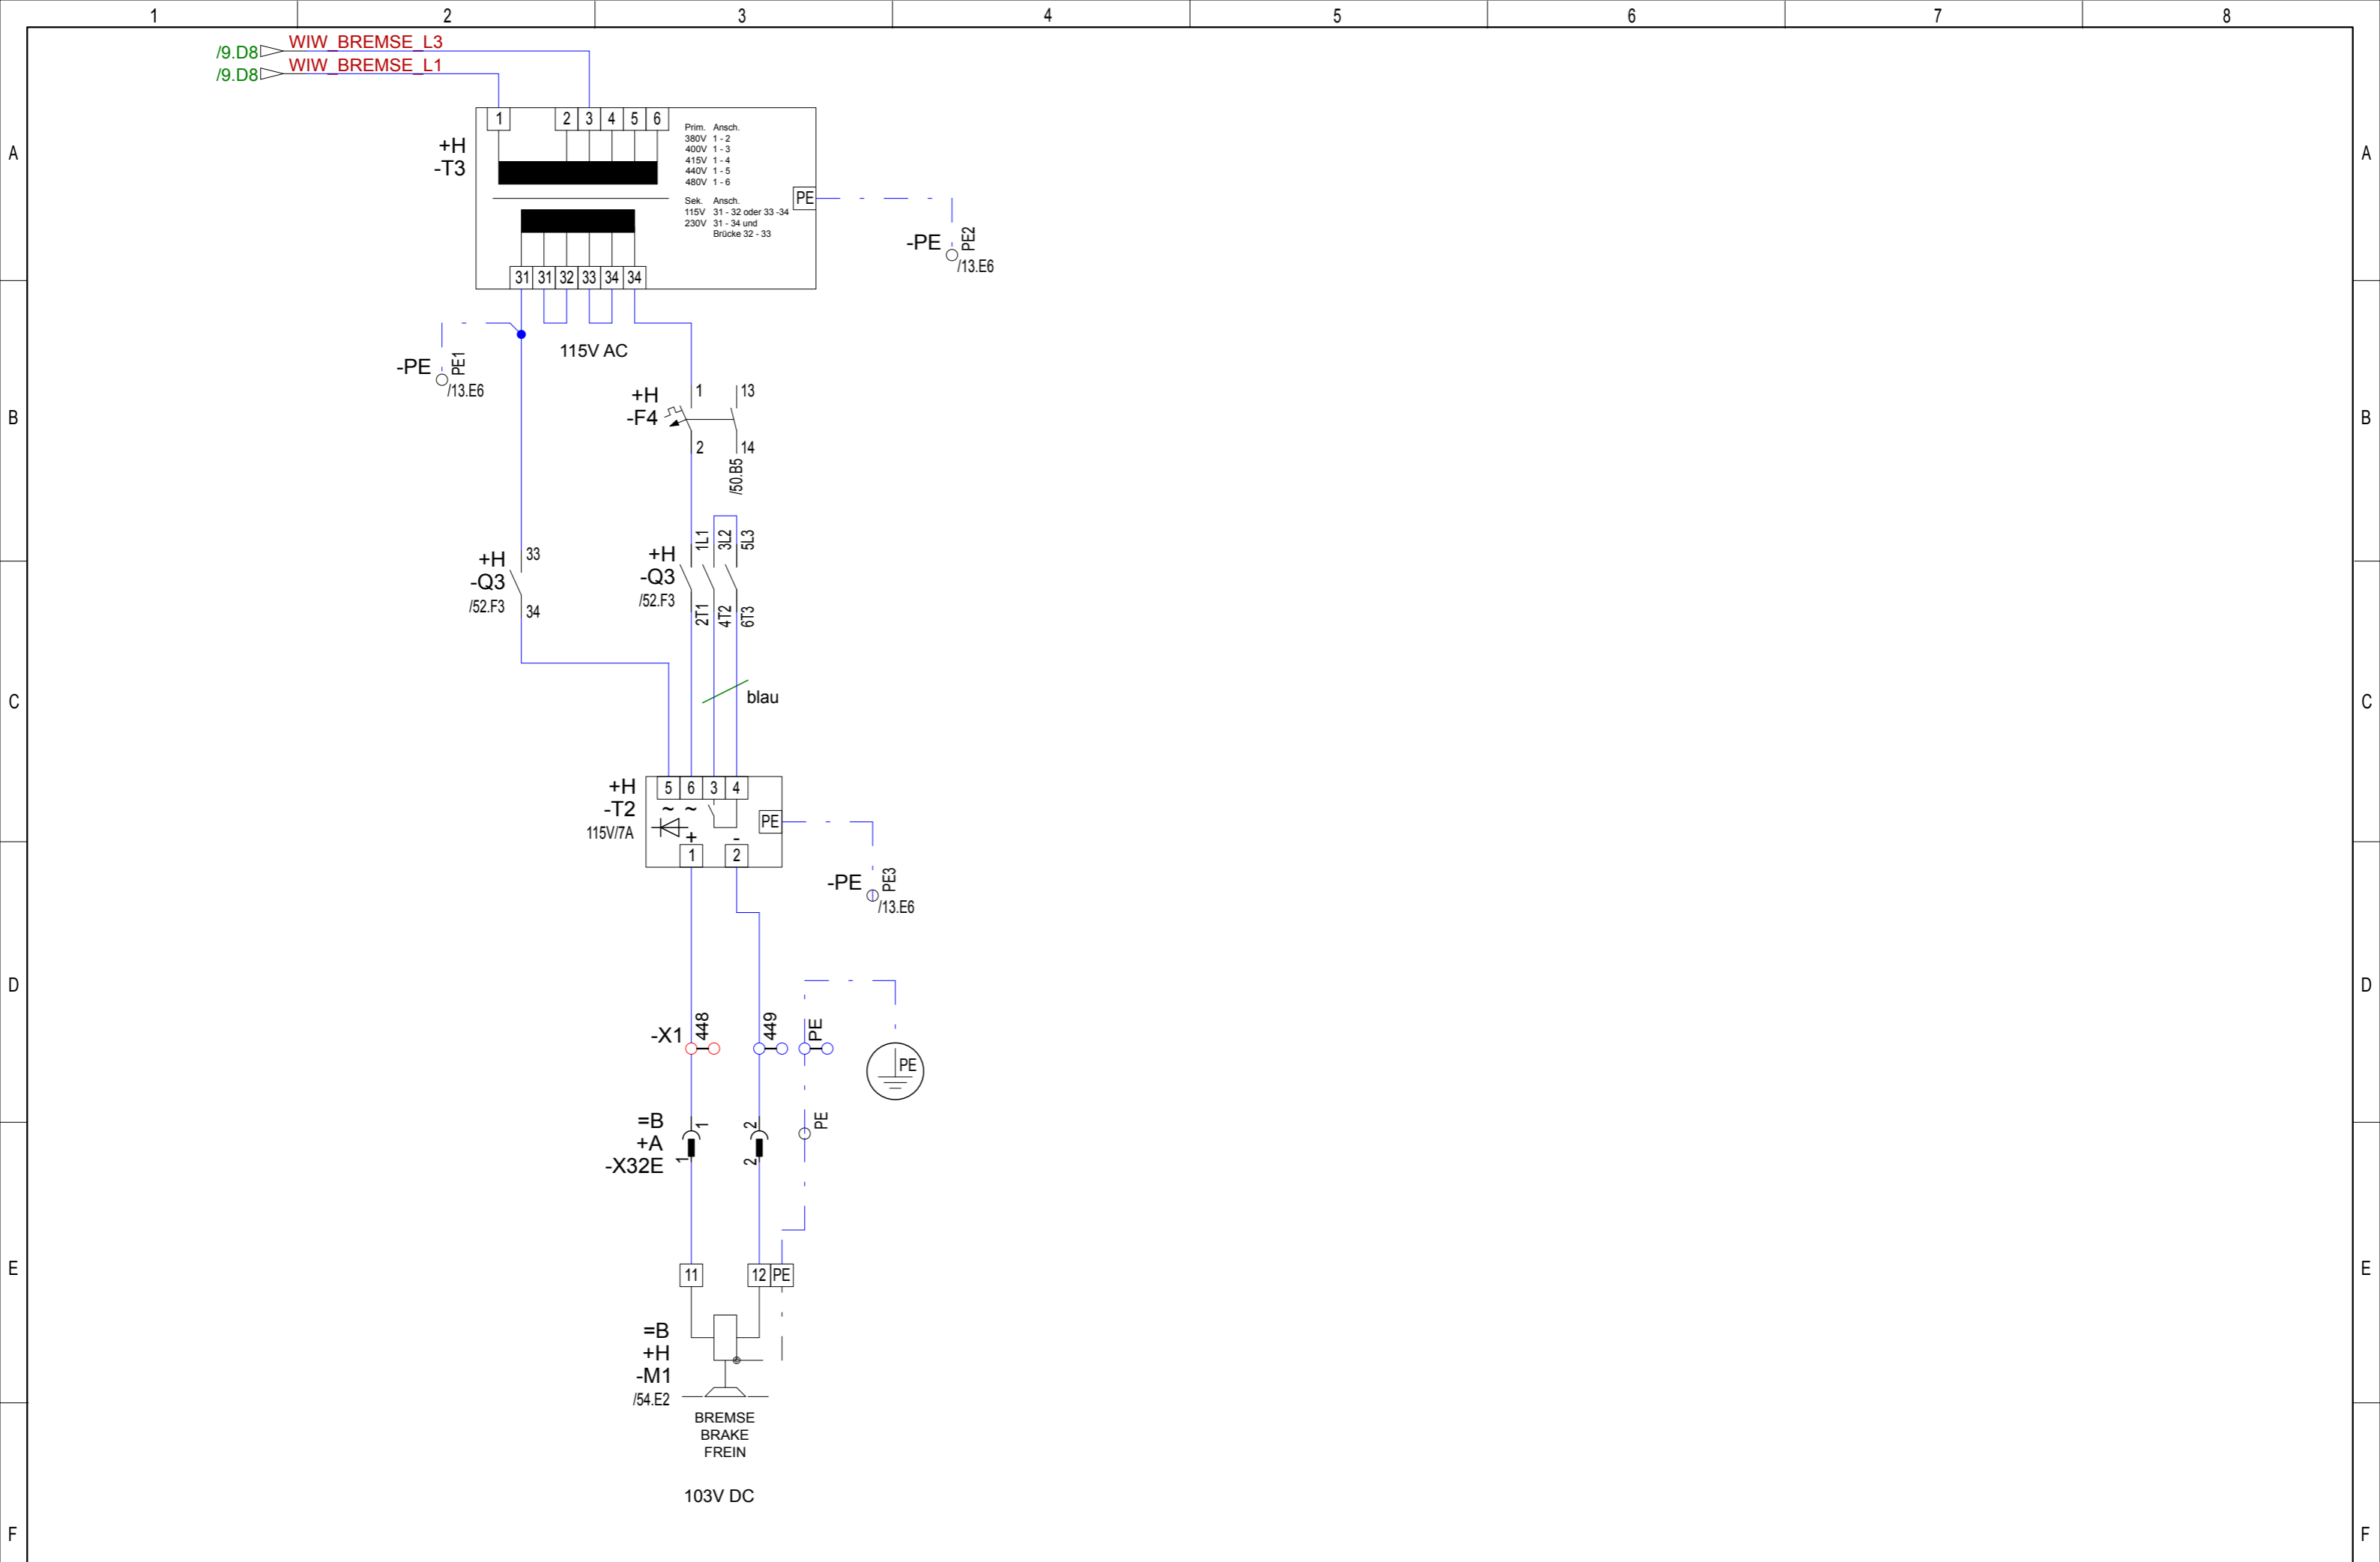 1 2 3 4 5 6 7 8
/9.D8 WIW_BREMSE_L3
/9.D8 WIW_BREMSE_L1
1 2 3 4 5 6
Prim. Ansch.
380V 1 - 2
400V 1 - 3
415V 1 - 4
440V 1 - 5
480V 1 - 6
+H
-T3
A A
PE
Sek. Ansch.
115V 31 - 32 oder 33 -34
230V 31 - 34 und
Brücke 32 - 33
-PE PE2
/13.E6
31 31 32 33 34 34
115V AC
-PE PE1
/13.E6
+H
-F4
1 13
2 14
/50.B5
B B
+H
-Q3
/52.F3
33
34
+H
-Q3
/52.F3
1L1 3L2 5L3
2T1 4T2 6T3
blau
C C
+H
-T2
115V/7A
5 6 3 4
~ ~
PE
+ -
1 2
-PE PE3
/13.E6
D D
-X1 448 449 PE
PE
=B
+A
-X32E
1 2 PE
1 2
E E
11 12 PE
=B
+H
-M1
/54.E2
BREMSE
BRAKE
FREIN
103V DC
F F